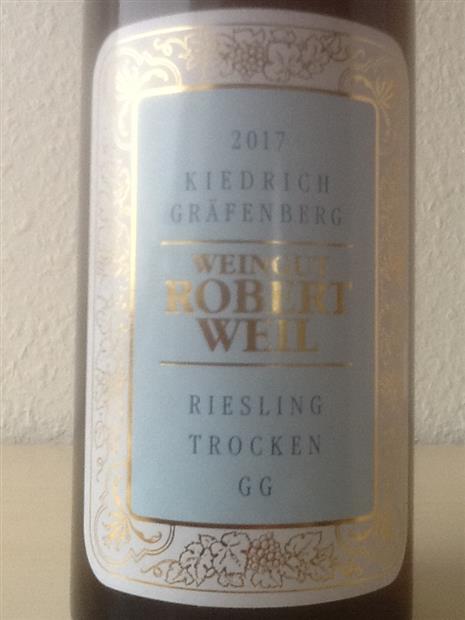 2017
KIEDRICH
GRÄFENBERG
WEINGUT
ROBERT
WEIL
RIESLING
TROCKEN
GG